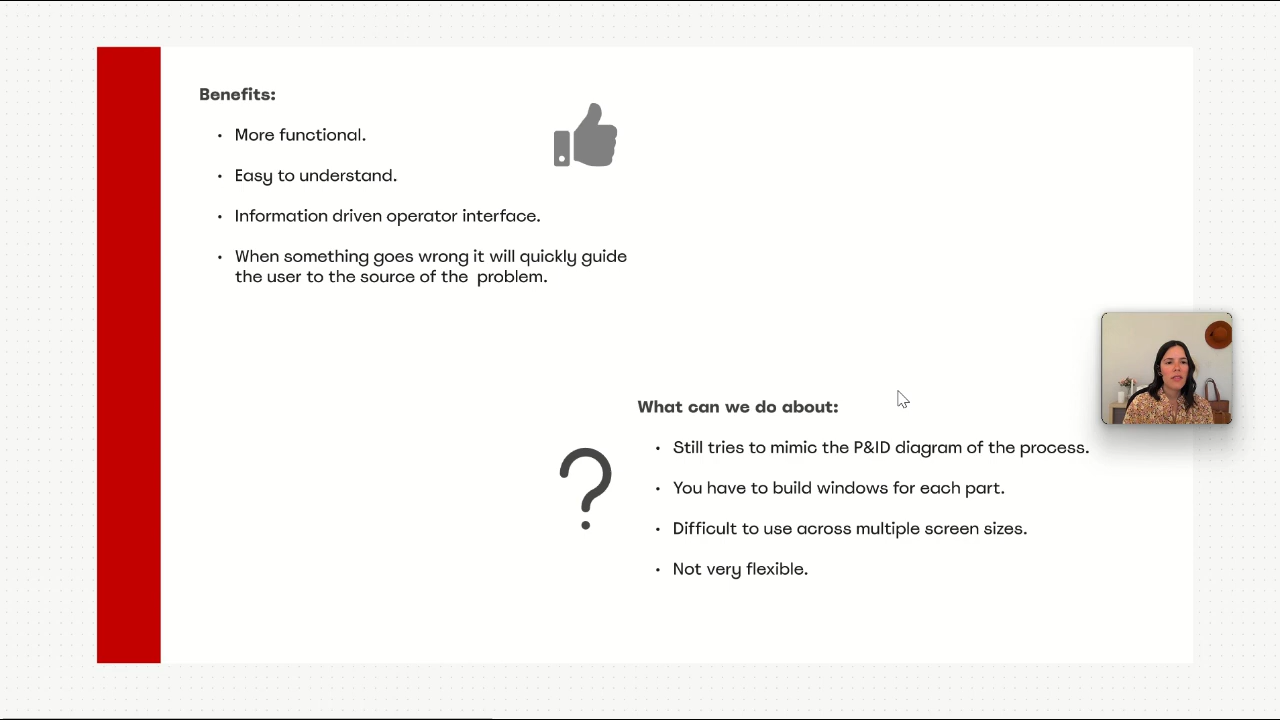 Benefits:
• More functional.
• Easy to understand.
• Information driven operator interface.
• When something goes wrong it will quickly guide
the user to the source of the  problem.
What can we do about:
• Still tries to mimic the P&ID diagram of the process.
• You have to build windows for each part.
• Difficult to use across multiple screen sizes.
• Not very flexible.